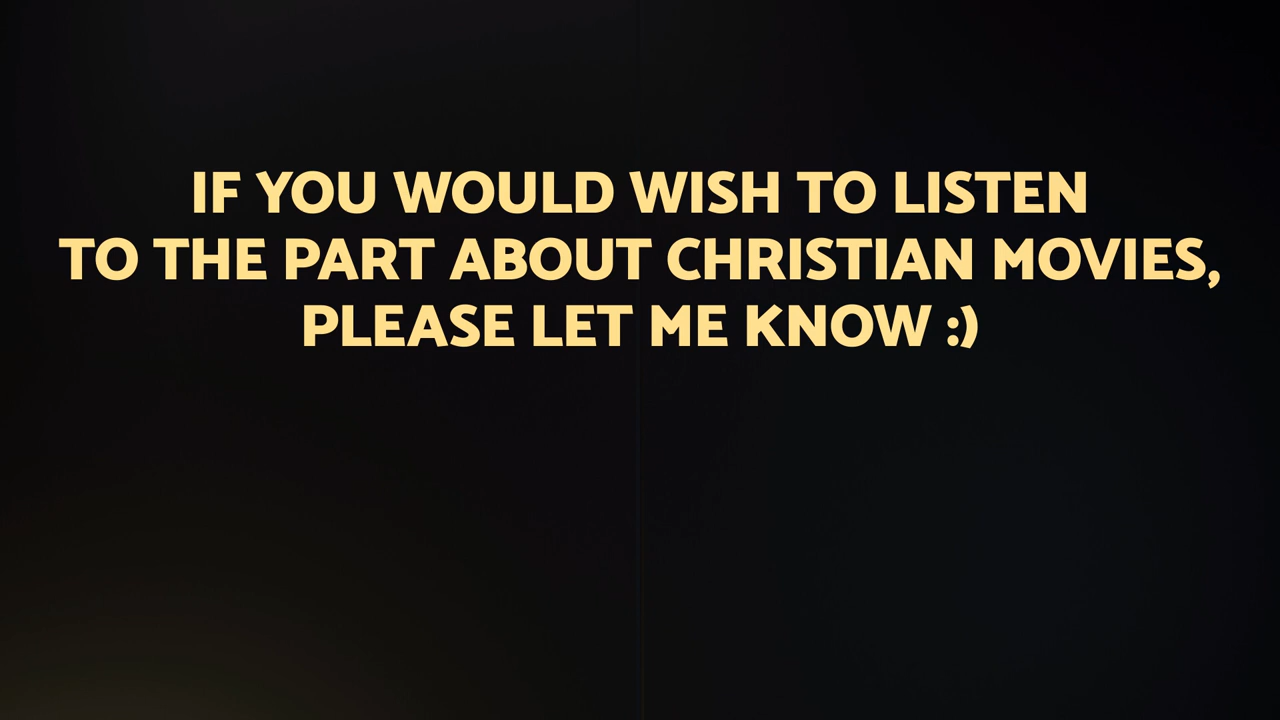 IF YOU WOULD WISH TO LISTEN
TO THE PART ABOUT CHRISTIAN MOVIES,
PLEASE LET ME KNOW :)